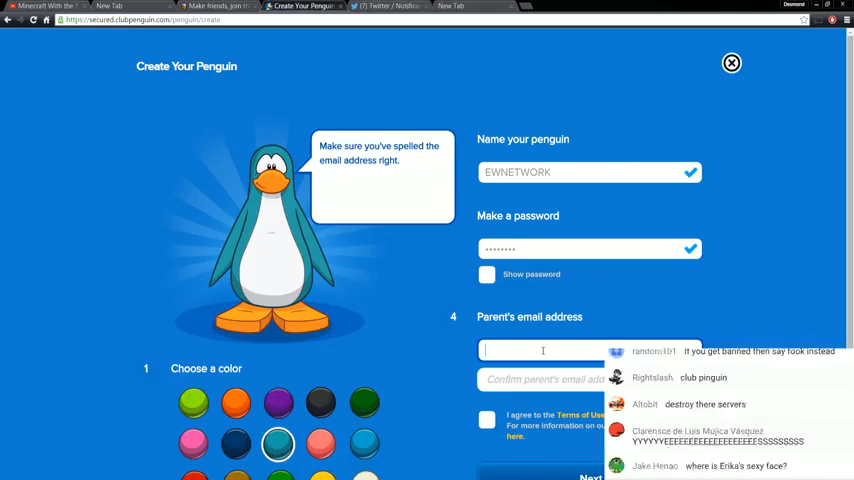 Minecraft With the S
New Tab
Make friends, join th
Create Your Penguin
(7) Twitter / Notificat
New Tab
Desmond
https://secured.clubpenguin.com/penguin/create
Create Your Penguin
Make sure you've spelled the
email address right.
Name your penguin
EWNETWORK
Make a password
••••••••
Show password
4 Parent's email address
Confirm parent's email add
I agree to the Terms of Use
For more information on ou
here.
Next
1 Choose a color
random101 If you get banned then say fook instead
Rightslash club pinguin
Altobit destroy there servers
Clarensce de Luis Mujica Vásquez
YYYYYYEEEEEEEEEEEEEEEEEEESSSSSSSSS
Jake Henao where is Erika's sexy face?